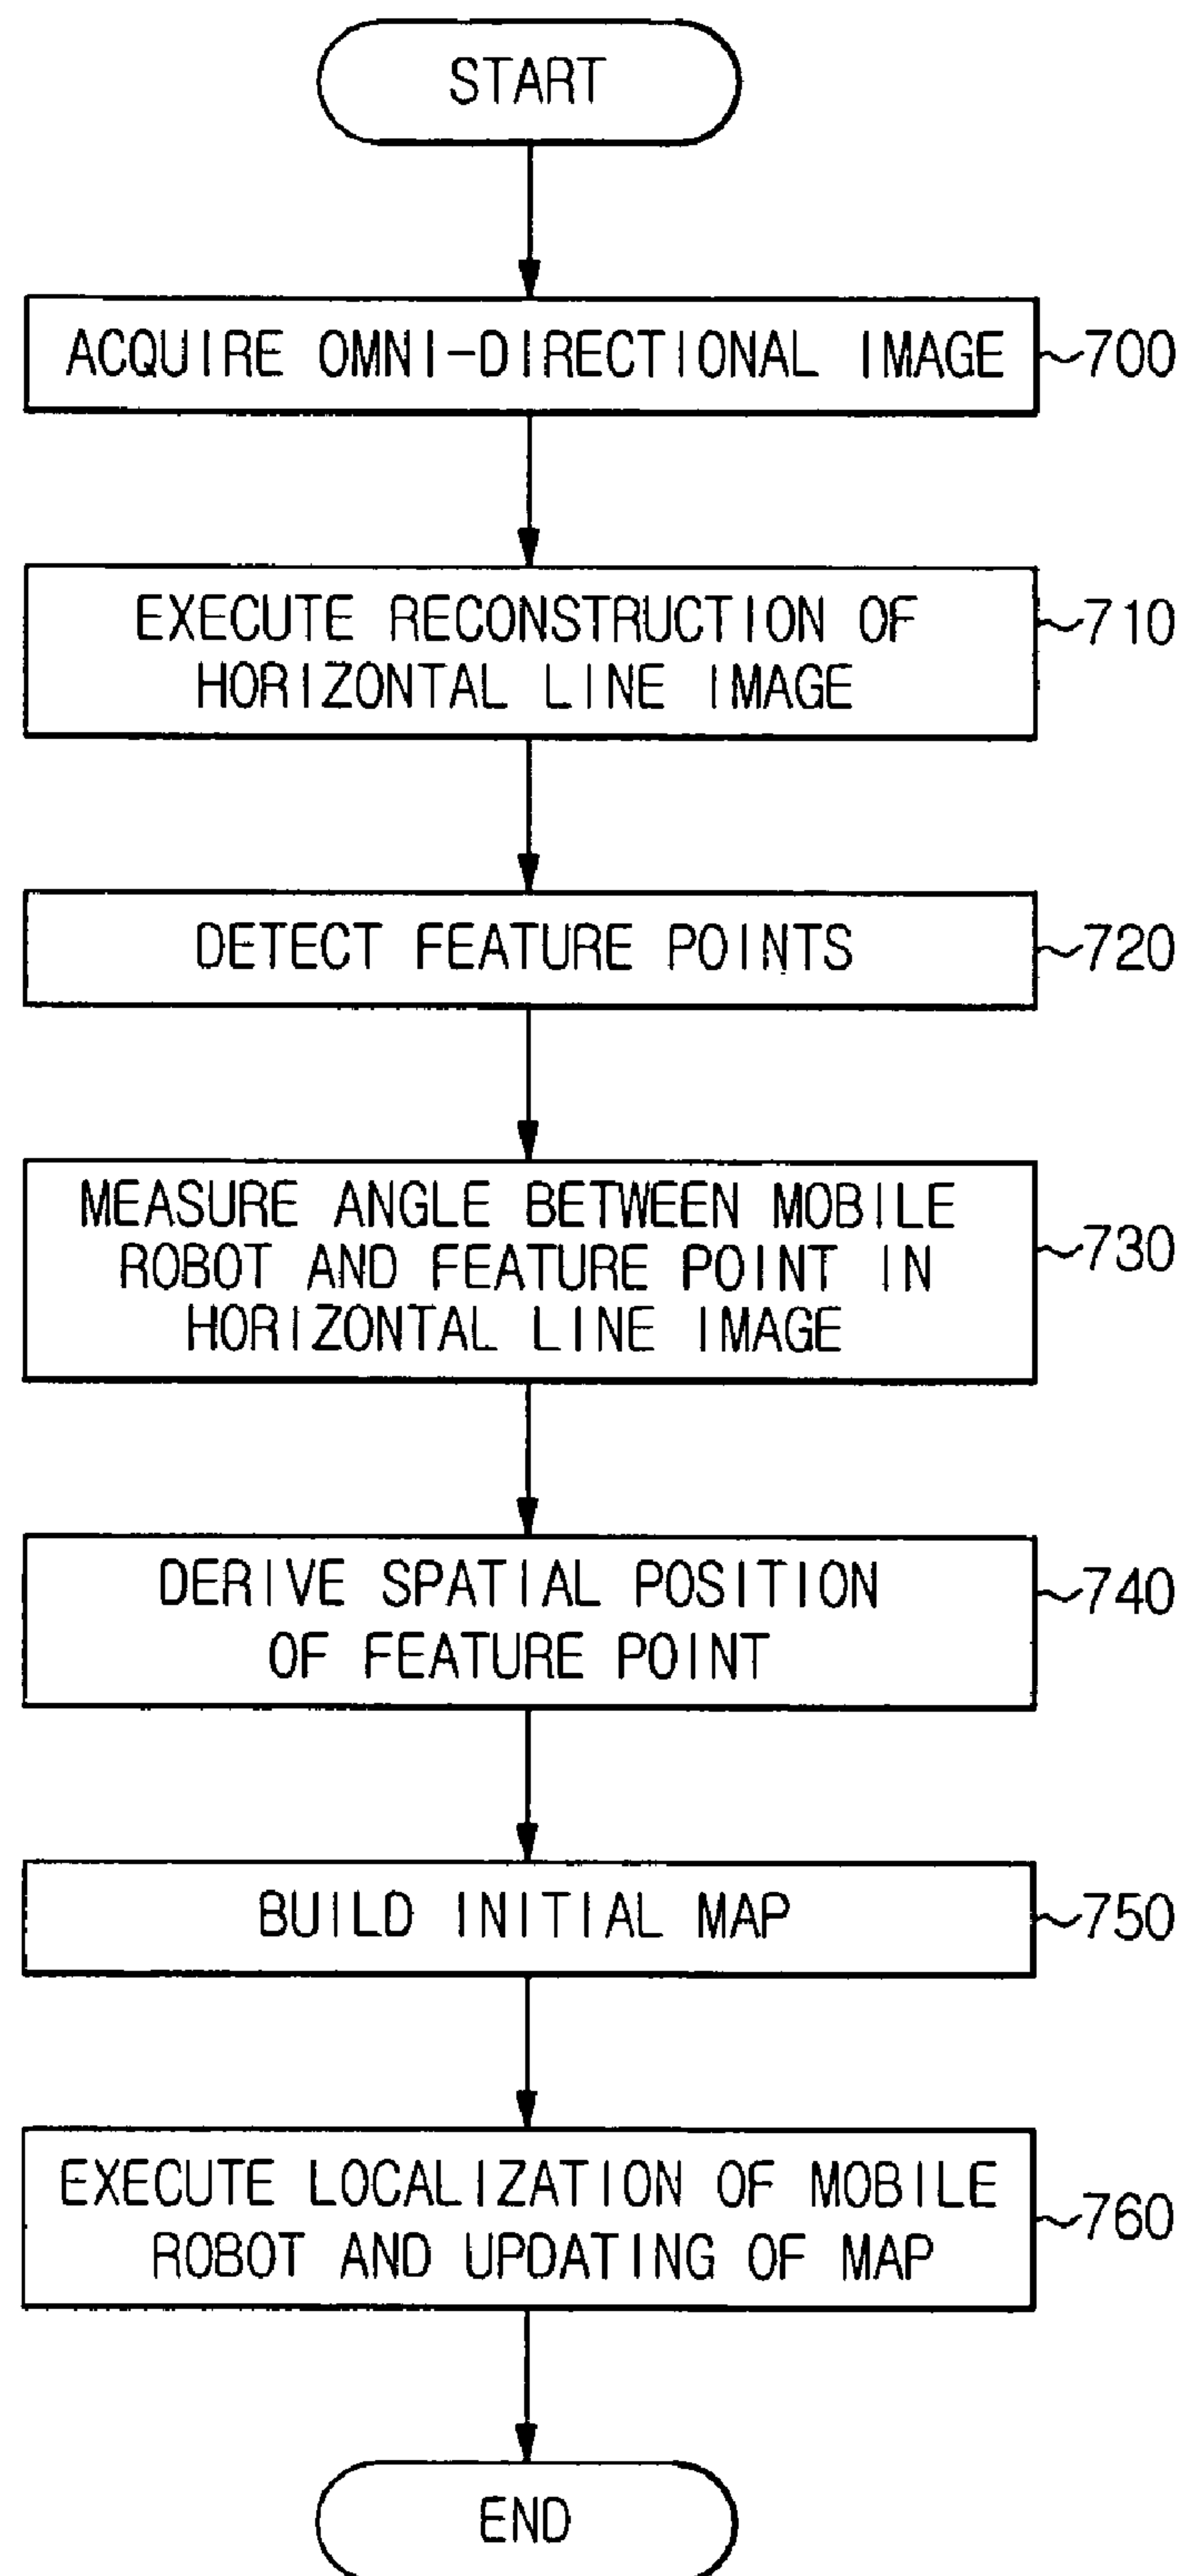 START
ACQUIRE OMNI-DIRECTIONAL IMAGE
700
EXECUTE RECONSTRUCTION OF
HORIZONTAL LINE IMAGE
710
DETECT FEATURE POINTS
720
MEASURE ANGLE BETWEEN MOBILE
ROBOT AND FEATURE POINT IN
HORIZONTAL LINE IMAGE
730
DERIVE SPATIAL POSITION
OF FEATURE POINT
740
BUILD INITIAL MAP
750
EXECUTE LOCALIZATION OF MOBILE
ROBOT AND UPDATING OF MAP
760
END